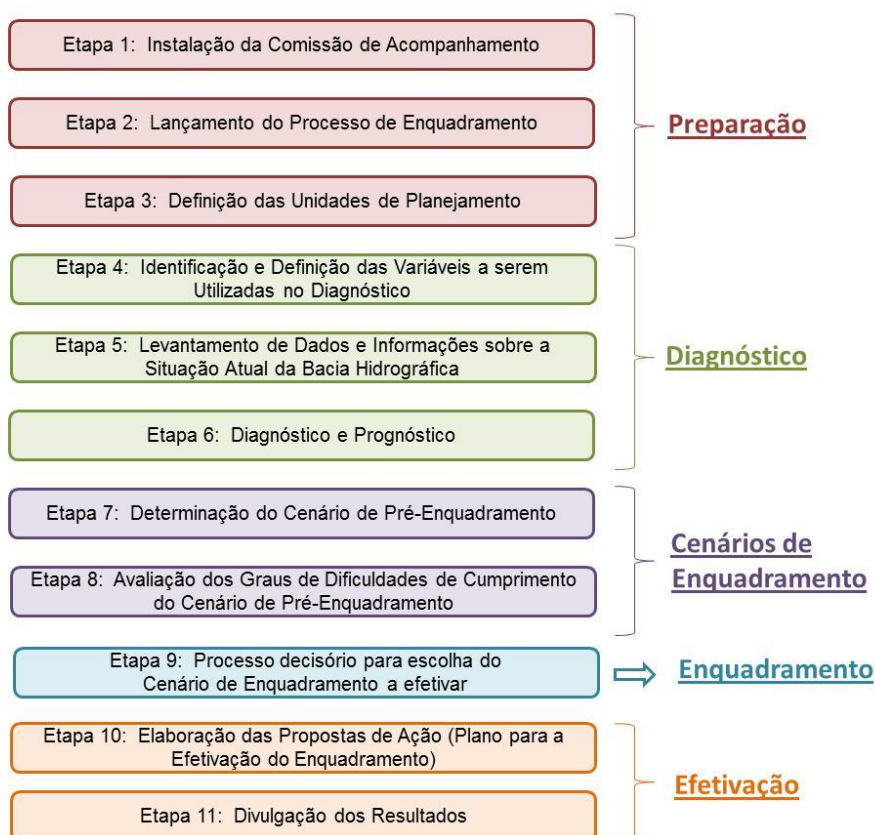 Etapa 1: Instalação da Comissão de Acompanhamento
Etapa 2: Lançamento do Processo de Enquadramento
Preparação
Etapa 3: Definição das Unidades de Planejamento
Etapa 4: Identificação e Definição das Variáveis a serem
Utilizadas no Diagnóstico
Etapa 5: Levantamento de Dados e Informações sobre a
Situação Atual da Bacia Hidrográfica
Diagnóstico
Etapa 6: Diagnóstico e Prognóstico
Etapa 7: Determinação do Cenário de Pré-Enquadramento
Cenários de
Enquadramento
Etapa 8: Avaliação dos Graus de Dificuldades de Cumprimento
do Cenário de Pré-Enquadramento
Etapa 9: Processo decisório para escolha do
Cenário de Enquadramento a efetivar
Enquadramento
Etapa 10: Elaboração das Propostas de Ação (Plano para a
Efetivação do Enquadramento)
Efetivação
Etapa 11: Divulgação dos Resultados